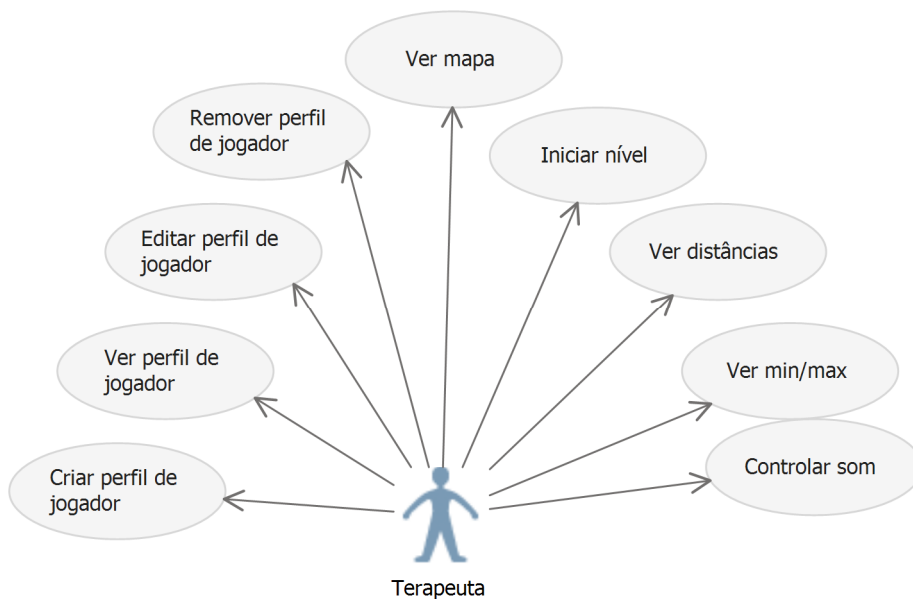 Ver mapa
Remover perfil
de jogador
Iniciar nível
Editar perfil de
jogador
Ver distâncias
Ver perfil de
jogador
Ver min/max
Criar perfil de
jogador
Controlar som
Terapeuta